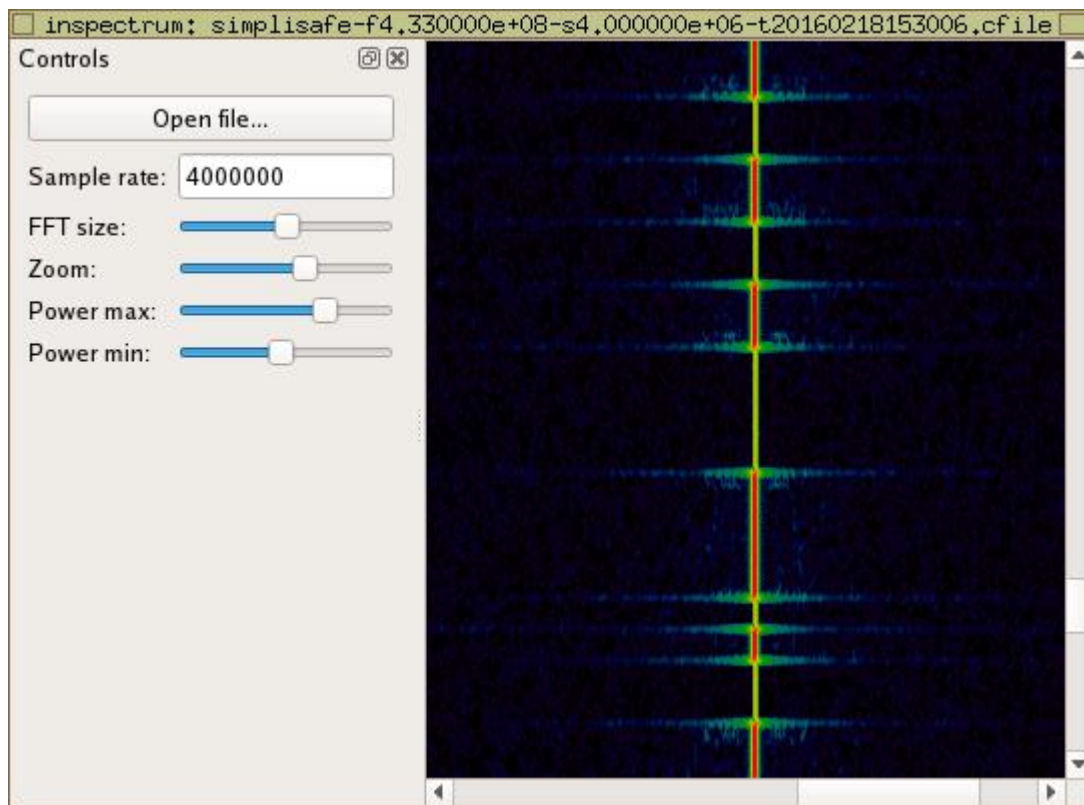 inspectrum: simplisafe-f4.330000e+08-s4.000000e+06-t20160218153006.cfile
Controls
Open file...
Sample rate: 4000000
FFT size:
Zoom:
Power max:
Power min: